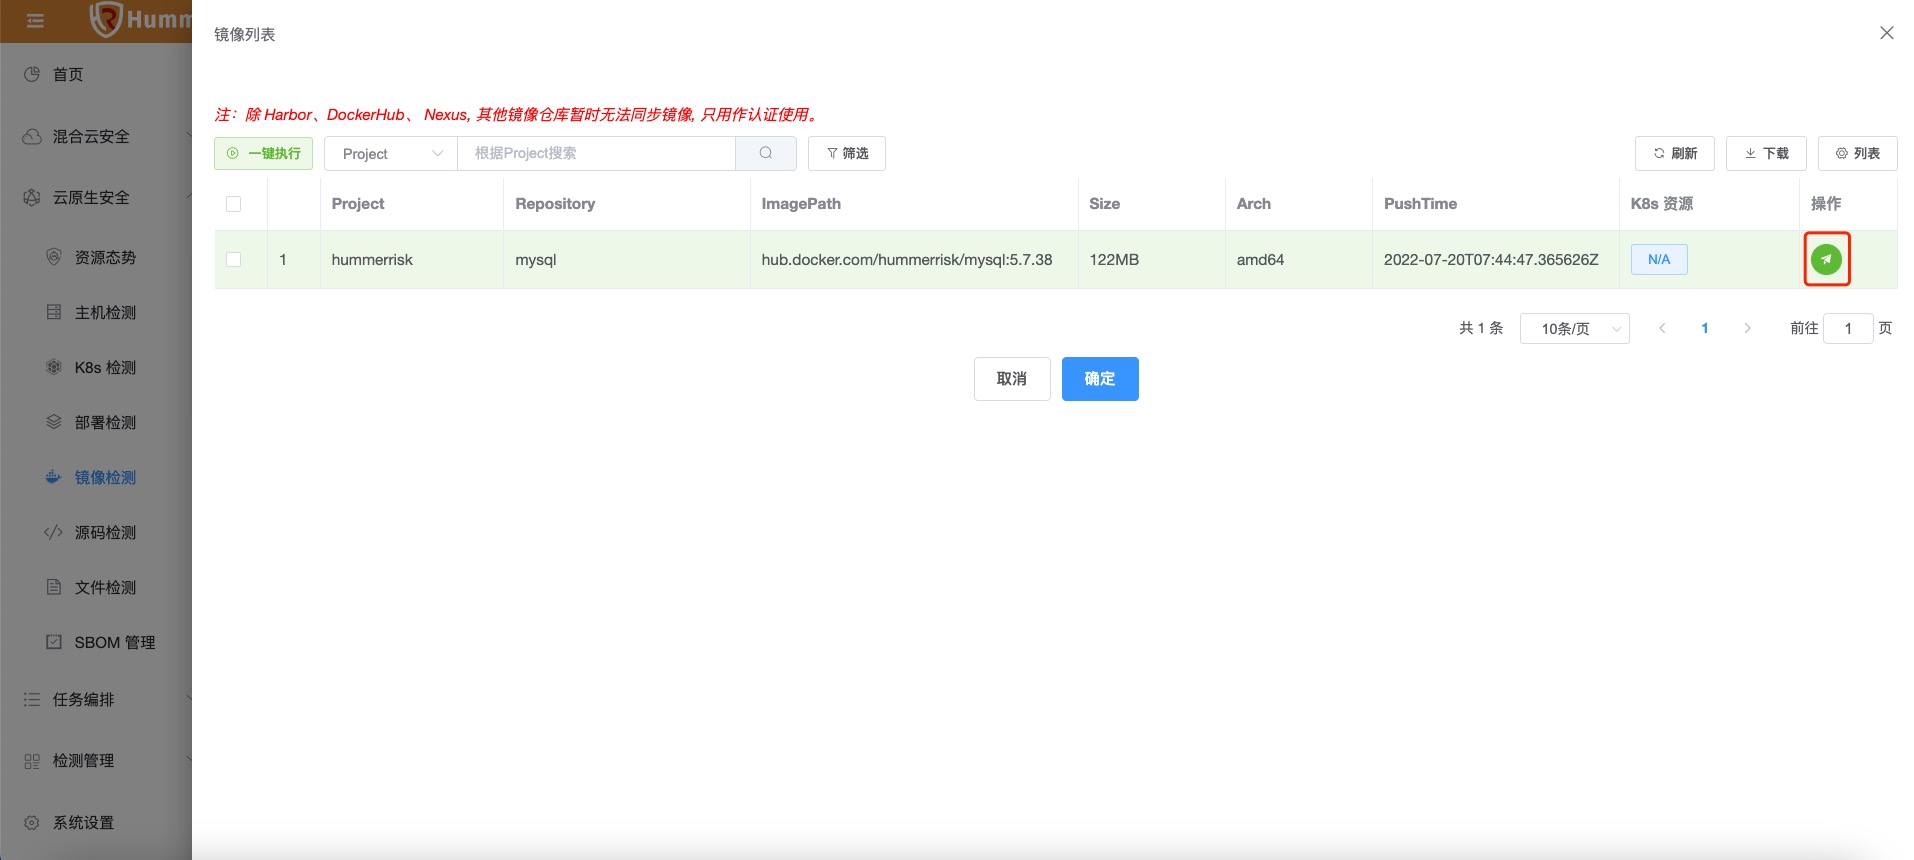 Humm
首页
混合云安全
云原生安全
资源态势
主机检测
K8s 检测
部署检测
镜像检测
源码检测
文件检测
SBOM 管理
任务编排
检测管理
系统设置
镜像列表
注：除 Harbor、DockerHub、 Nexus, 其他镜像仓库暂时无法同步镜像, 只用作认证使用。
一键执行 Project 根据Project搜索 筛选 刷新 下载 列表
Project Repository ImagePath Size Arch PushTime K8s 资源 操作
1 hummerrisk mysql hub.docker.com/hummerrisk/mysql:5.7.38 122MB amd64 2022-07-20T07:44:47.365626Z N/A
共 1 条 10条/页 1 前往 1 页
取消 确定